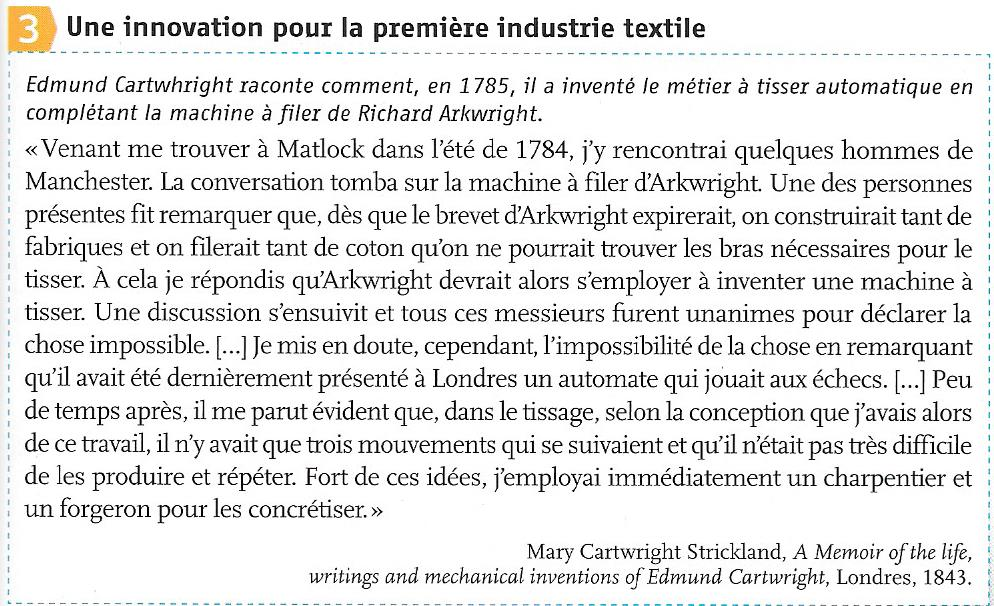 3 Une innovation pour la première industrie textile
Edmund Cartwhright raconte comment, en 1785, il a inventé le métier à tisser automatique en
complétant la machine à filer de Richard Arkwright.
« Venant me trouver à Matlock dans l'été de 1784, j'y rencontrai quelques hommes de
Manchester. La conversation tomba sur la machine à filer d'Arkwright. Une des personnes
présentes fit remarquer que, dès que le brevet d'Arkwright expirerait, on construirait tant de
fabriques et on filerait tant de coton qu'on ne pourrait trouver les bras nécessaires pour le
tisser. À cela je répondis qu'Arkwright devrait alors s'employer à inventer une machine à
tisser. Une discussion s'ensuivit et tous ces messieurs furent unanimes pour déclarer la
chose impossible. [...] Je mis en doute, cependant, l'impossibilité de la chose en remarquant
qu'il avait été dernièrement présenté à Londres un automate qui jouait aux échecs. [...] Peu
de temps après, il me parut évident que, dans le tissage, selon la conception que j'avais alors
de ce travail, il n'y avait que trois mouvements qui se suivaient et qu'il n'était pas très difficile
de les produire et répéter. Fort de ces idées, j'employai immédiatement un charpentier et
un forgeron pour les concrétiser. »
Mary Cartwright Strickland, A Memoir of the life,
writings and mechanical inventions of Edmund Cartwright, Londres, 1843.